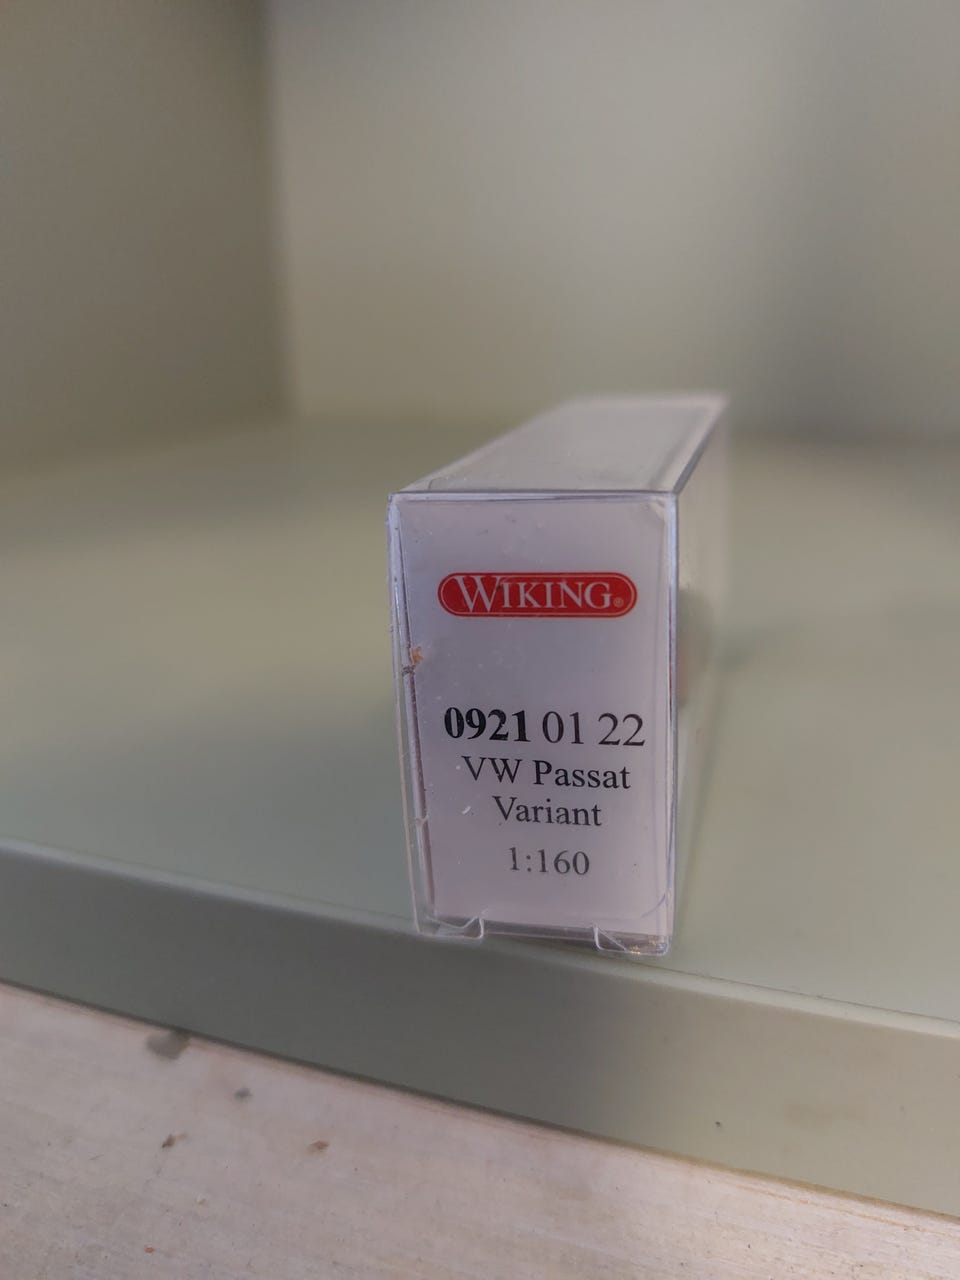 WIKING®
0921 01 22
VW Passat
Variant
1:160